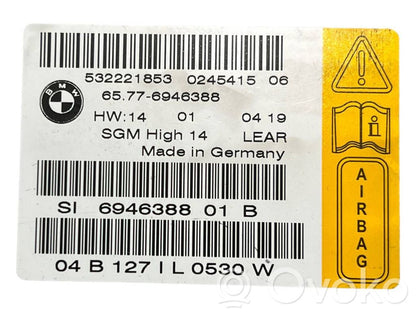 532221853 0245415 06
BMW
65.77-6946388
HW:14 01 04 19
SGM High 14 LEAR
Made in Germany
SI 6946388 01 B
04 B 127 I L 0530 W
i
AIRBAG
Ovoko